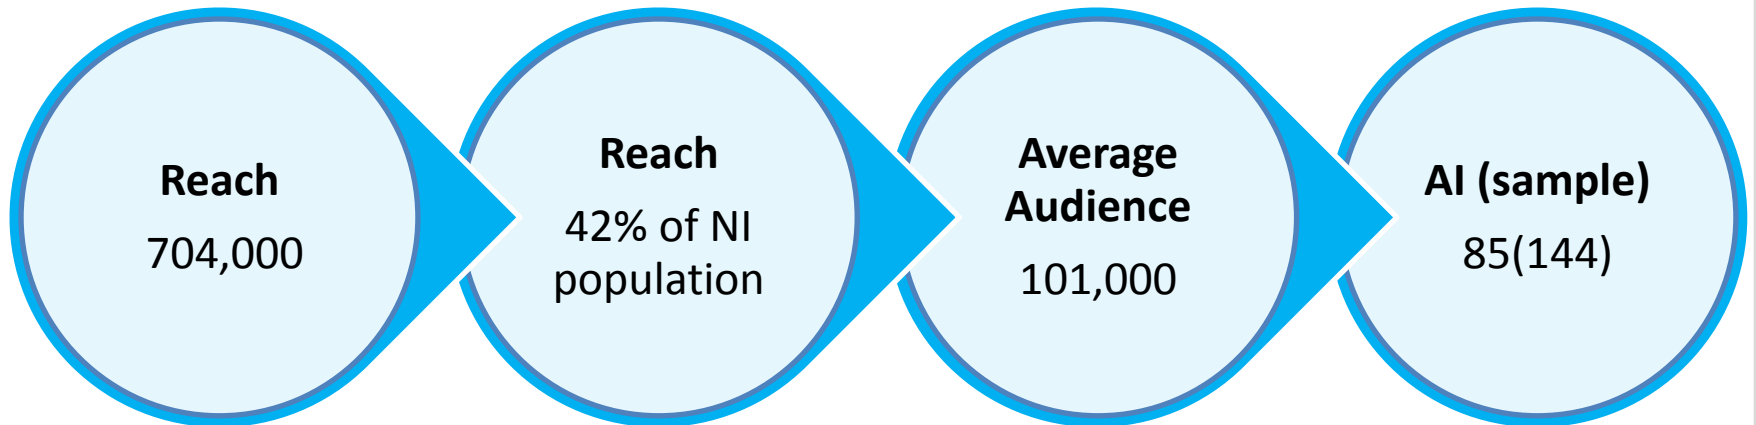 Reach
704,000
Reach
42% of NI
population
Average
Audience
101,000
AI (sample)
85(144)